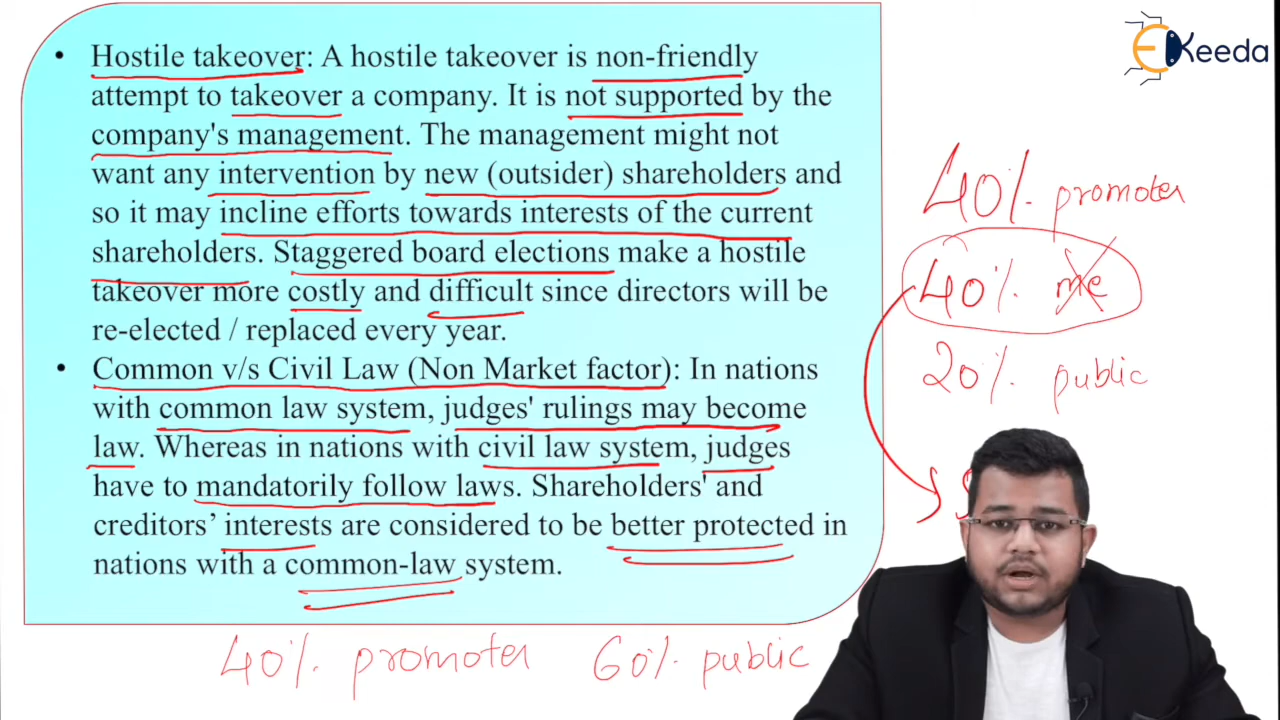 • Hostile takeover: A hostile takeover is non-friendly
attempt to takeover a company. It is not supported by the
company's management. The management might not
want any intervention by new (outsider) shareholders and
so it may incline efforts towards interests of the current
shareholders. Staggered board elections make a hostile
takeover more costly and difficult since directors will be
re-elected / replaced every year.
• Common v/s Civil Law (Non Market factor): In nations
with common law system, judges' rulings may become
law. Whereas in nations with civil law system, judges
have to mandatorily follow laws. Shareholders' and
creditors’ interests are considered to be better protected in
nations with a common-law system.
40% promoter 60% public
EKeeda
40% promoter
40% me
20% public